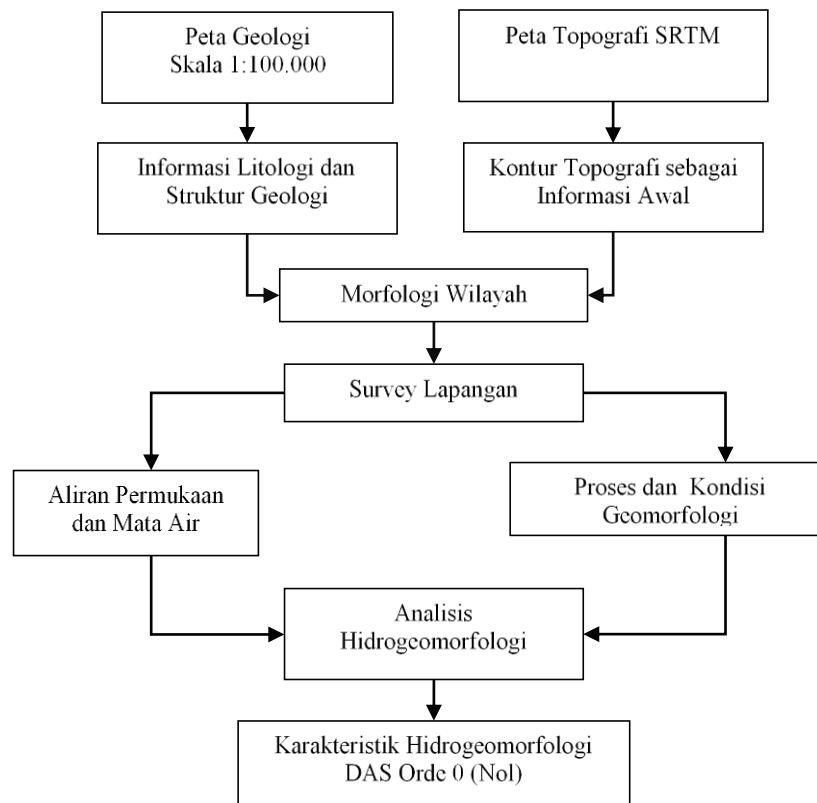 Peta Geologi
Skala 1:100.000
Peta Topografi SRTM
Informasi Litologi dan
Struktur Geologi
Kontur Topografi sebagai
Informasi Awal
Morfologi Wilayah
Survey Lapangan
Aliran Permukaan
dan Mata Air
Proses dan Kondisi
Geomorfologi
Analisis
Hidrogeomorfologi
Karakteristik Hidrogeomorfologi
DAS Orde 0 (Nol)